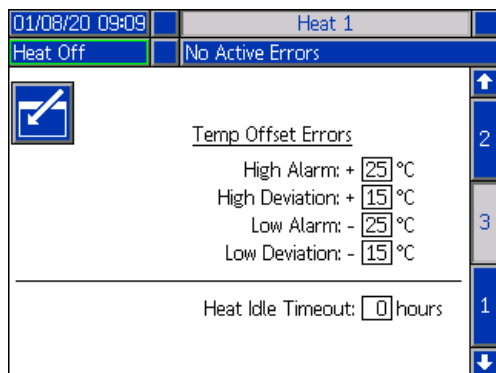 01/08/20 09:09 Heat 1
Heat Off No Active Errors
Temp Offset Errors
2
High Alarm: + 25 °C
High Deviation: + 15 °C
Low Alarm: - 25 °C
3
Low Deviation: - 15 °C
Heat Idle Timeout: 0 hours
1